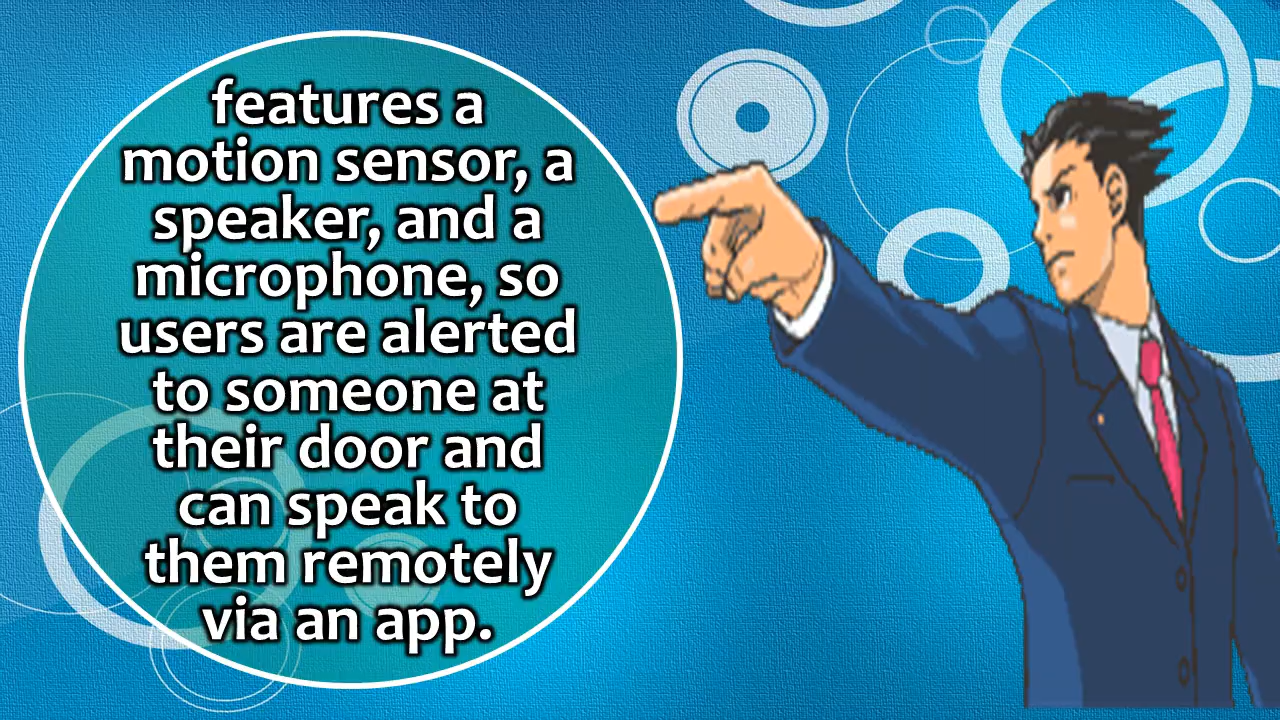 features a
motion sensor, a
speaker, and a
microphone, so
users are alerted
to someone at
their door and
can speak to
them remotely
via an app.